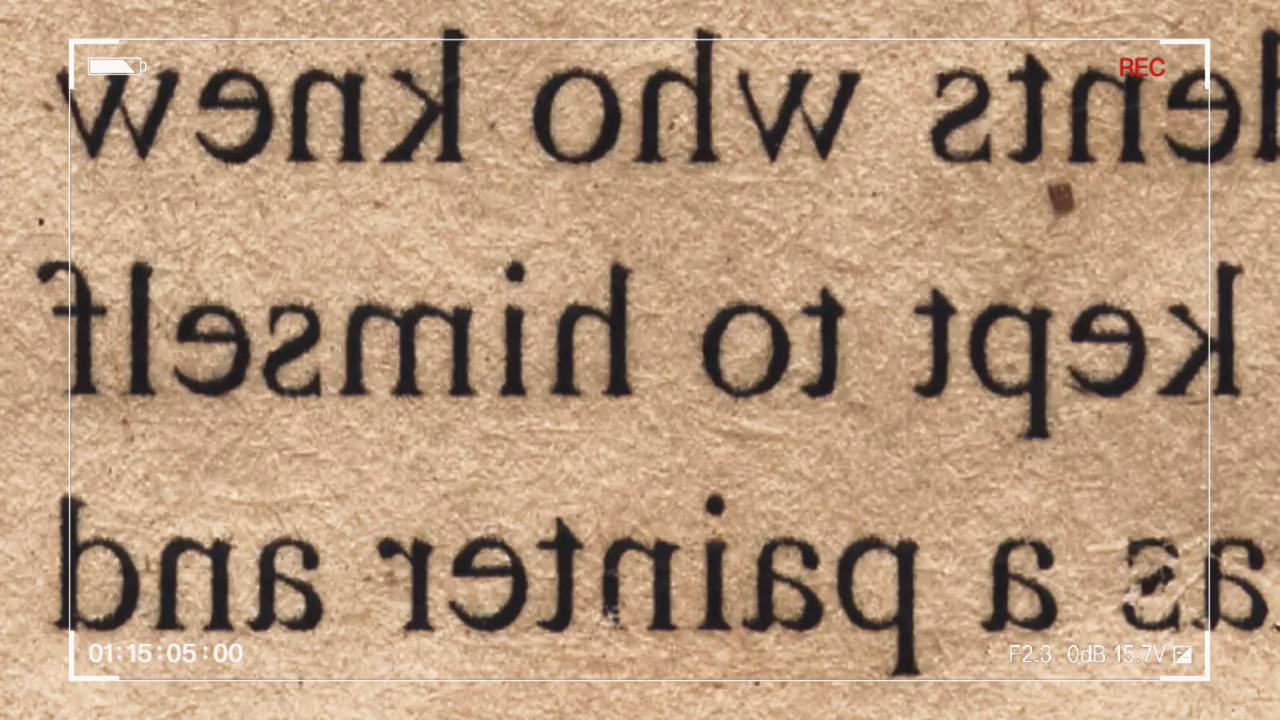 REC
dents who knew
kept to himself
as a painter and
01:15:05:00
F2.3 0dB 15.7V